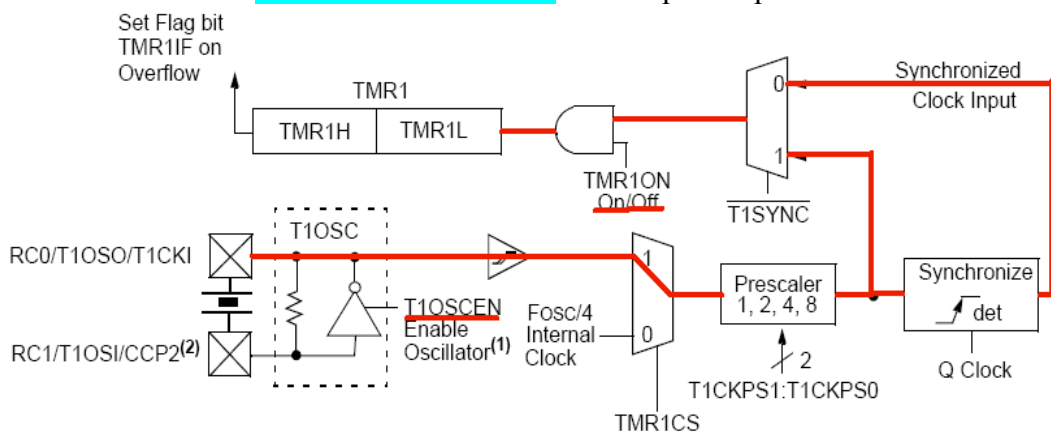 Set Flag bit
TMR1IF on
Overflow
TMR1
TMR1H
TMR1L
TMR1ON
On/Off
0
1
T1SYNC
Synchronized
Clock Input
T1OSC
RC0/T1OSO/T1CKI
RC1/T1OSI/CCP2(2)
T1OSCEN
Enable
Oscillator(1)
FOSC/4
Internal
Clock
1
0
TMR1CS
Prescaler
1, 2, 4, 8
2
T1CKPS1:T1CKPS0
Synchronize
det
Q Clock